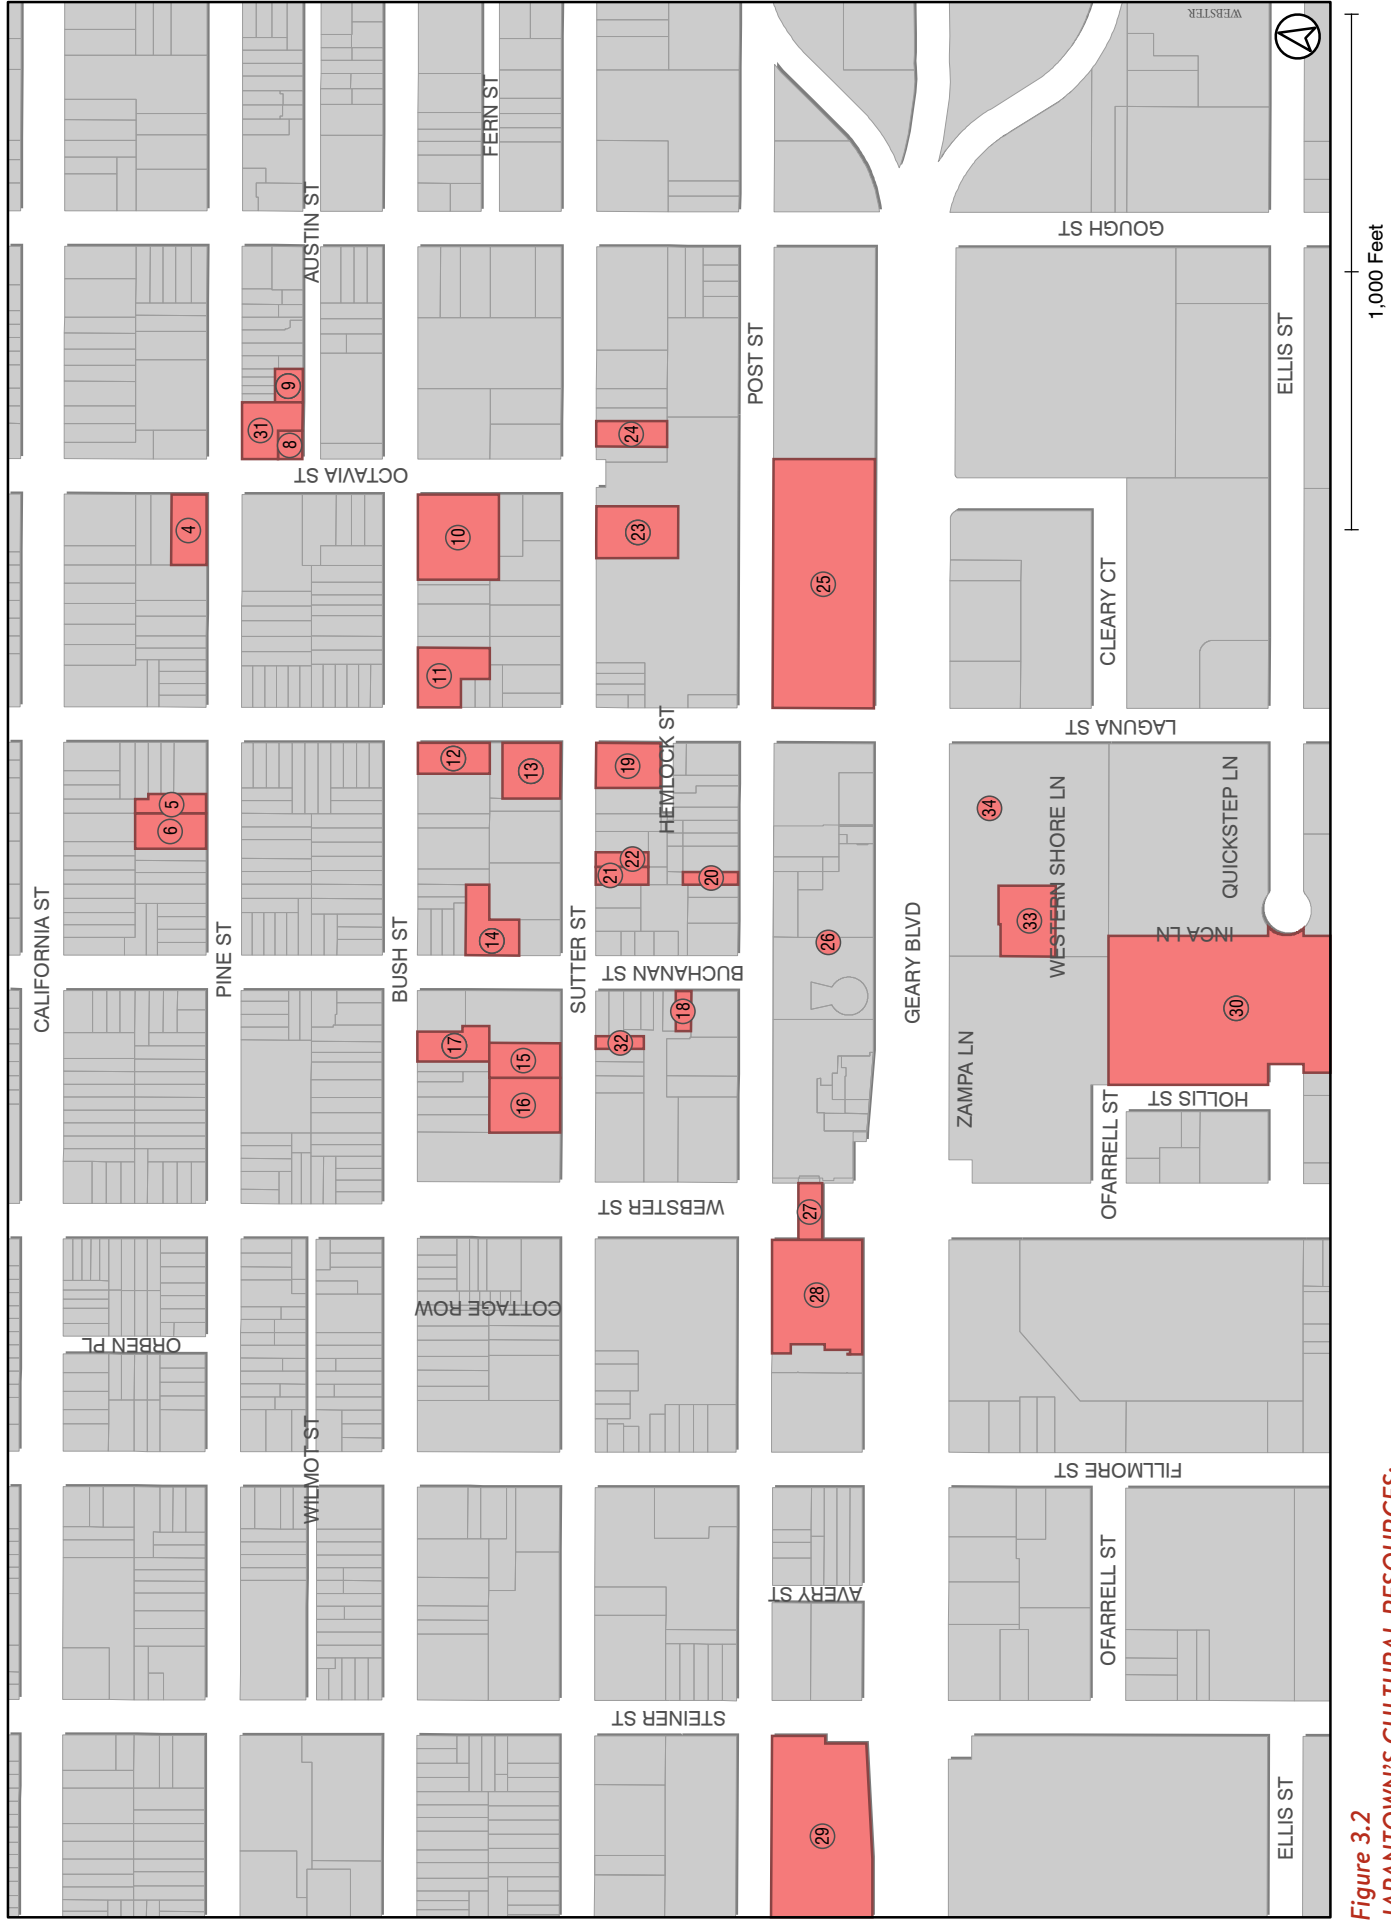 CALIFORNIA ST
PINE ST
BUSH ST
SUTTER ST
POST ST
GEARY BLVD
ELLIS ST
ELLIS ST
OFARRELL ST
OFARRELL ST
CLEARY CT
ZAMPA LN
WESTERN SHORE LN
QUICKSTEP LN
INCA LN
HOLLIS ST
HEMLOCK ST
FERN ST
AUSTIN ST
WILMOT ST
ORBEN PL
COTTAGE ROW
AVERY ST
STEINER ST
FILLMORE ST
WEBSTER ST
BUCHANAN ST
LAGUNA ST
OCTAVIA ST
GOUGH ST
WEBSTER
4
5
6
8
9
10
11
12
13
14
15
16
17
18
19
20
21
22
23
24
25
26
27
28
29
30
31
32
33
34
1,000 Feet
Figure 3.2
JAPANTOWN'S CULTURAL RESOURCES: